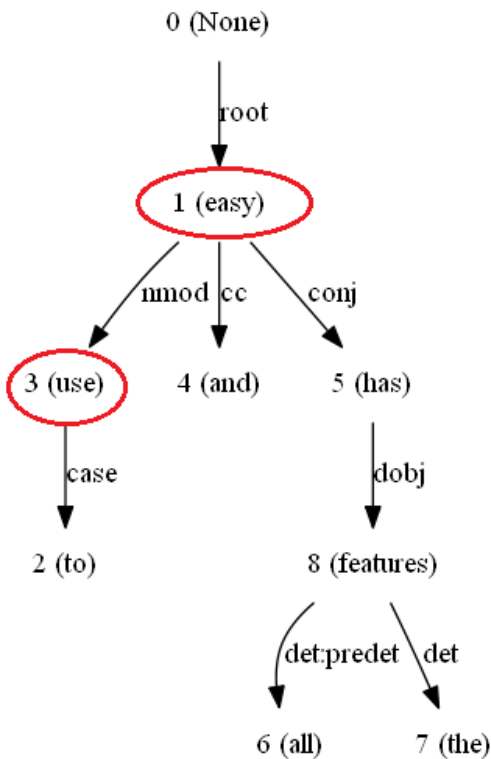 0 (None)
root
1 (easy)
nmod cc conj
3 (use) 4 (and) 5 (has)
case dobj
2 (to) 8 (features)
det:predet det
6 (all) 7 (the)